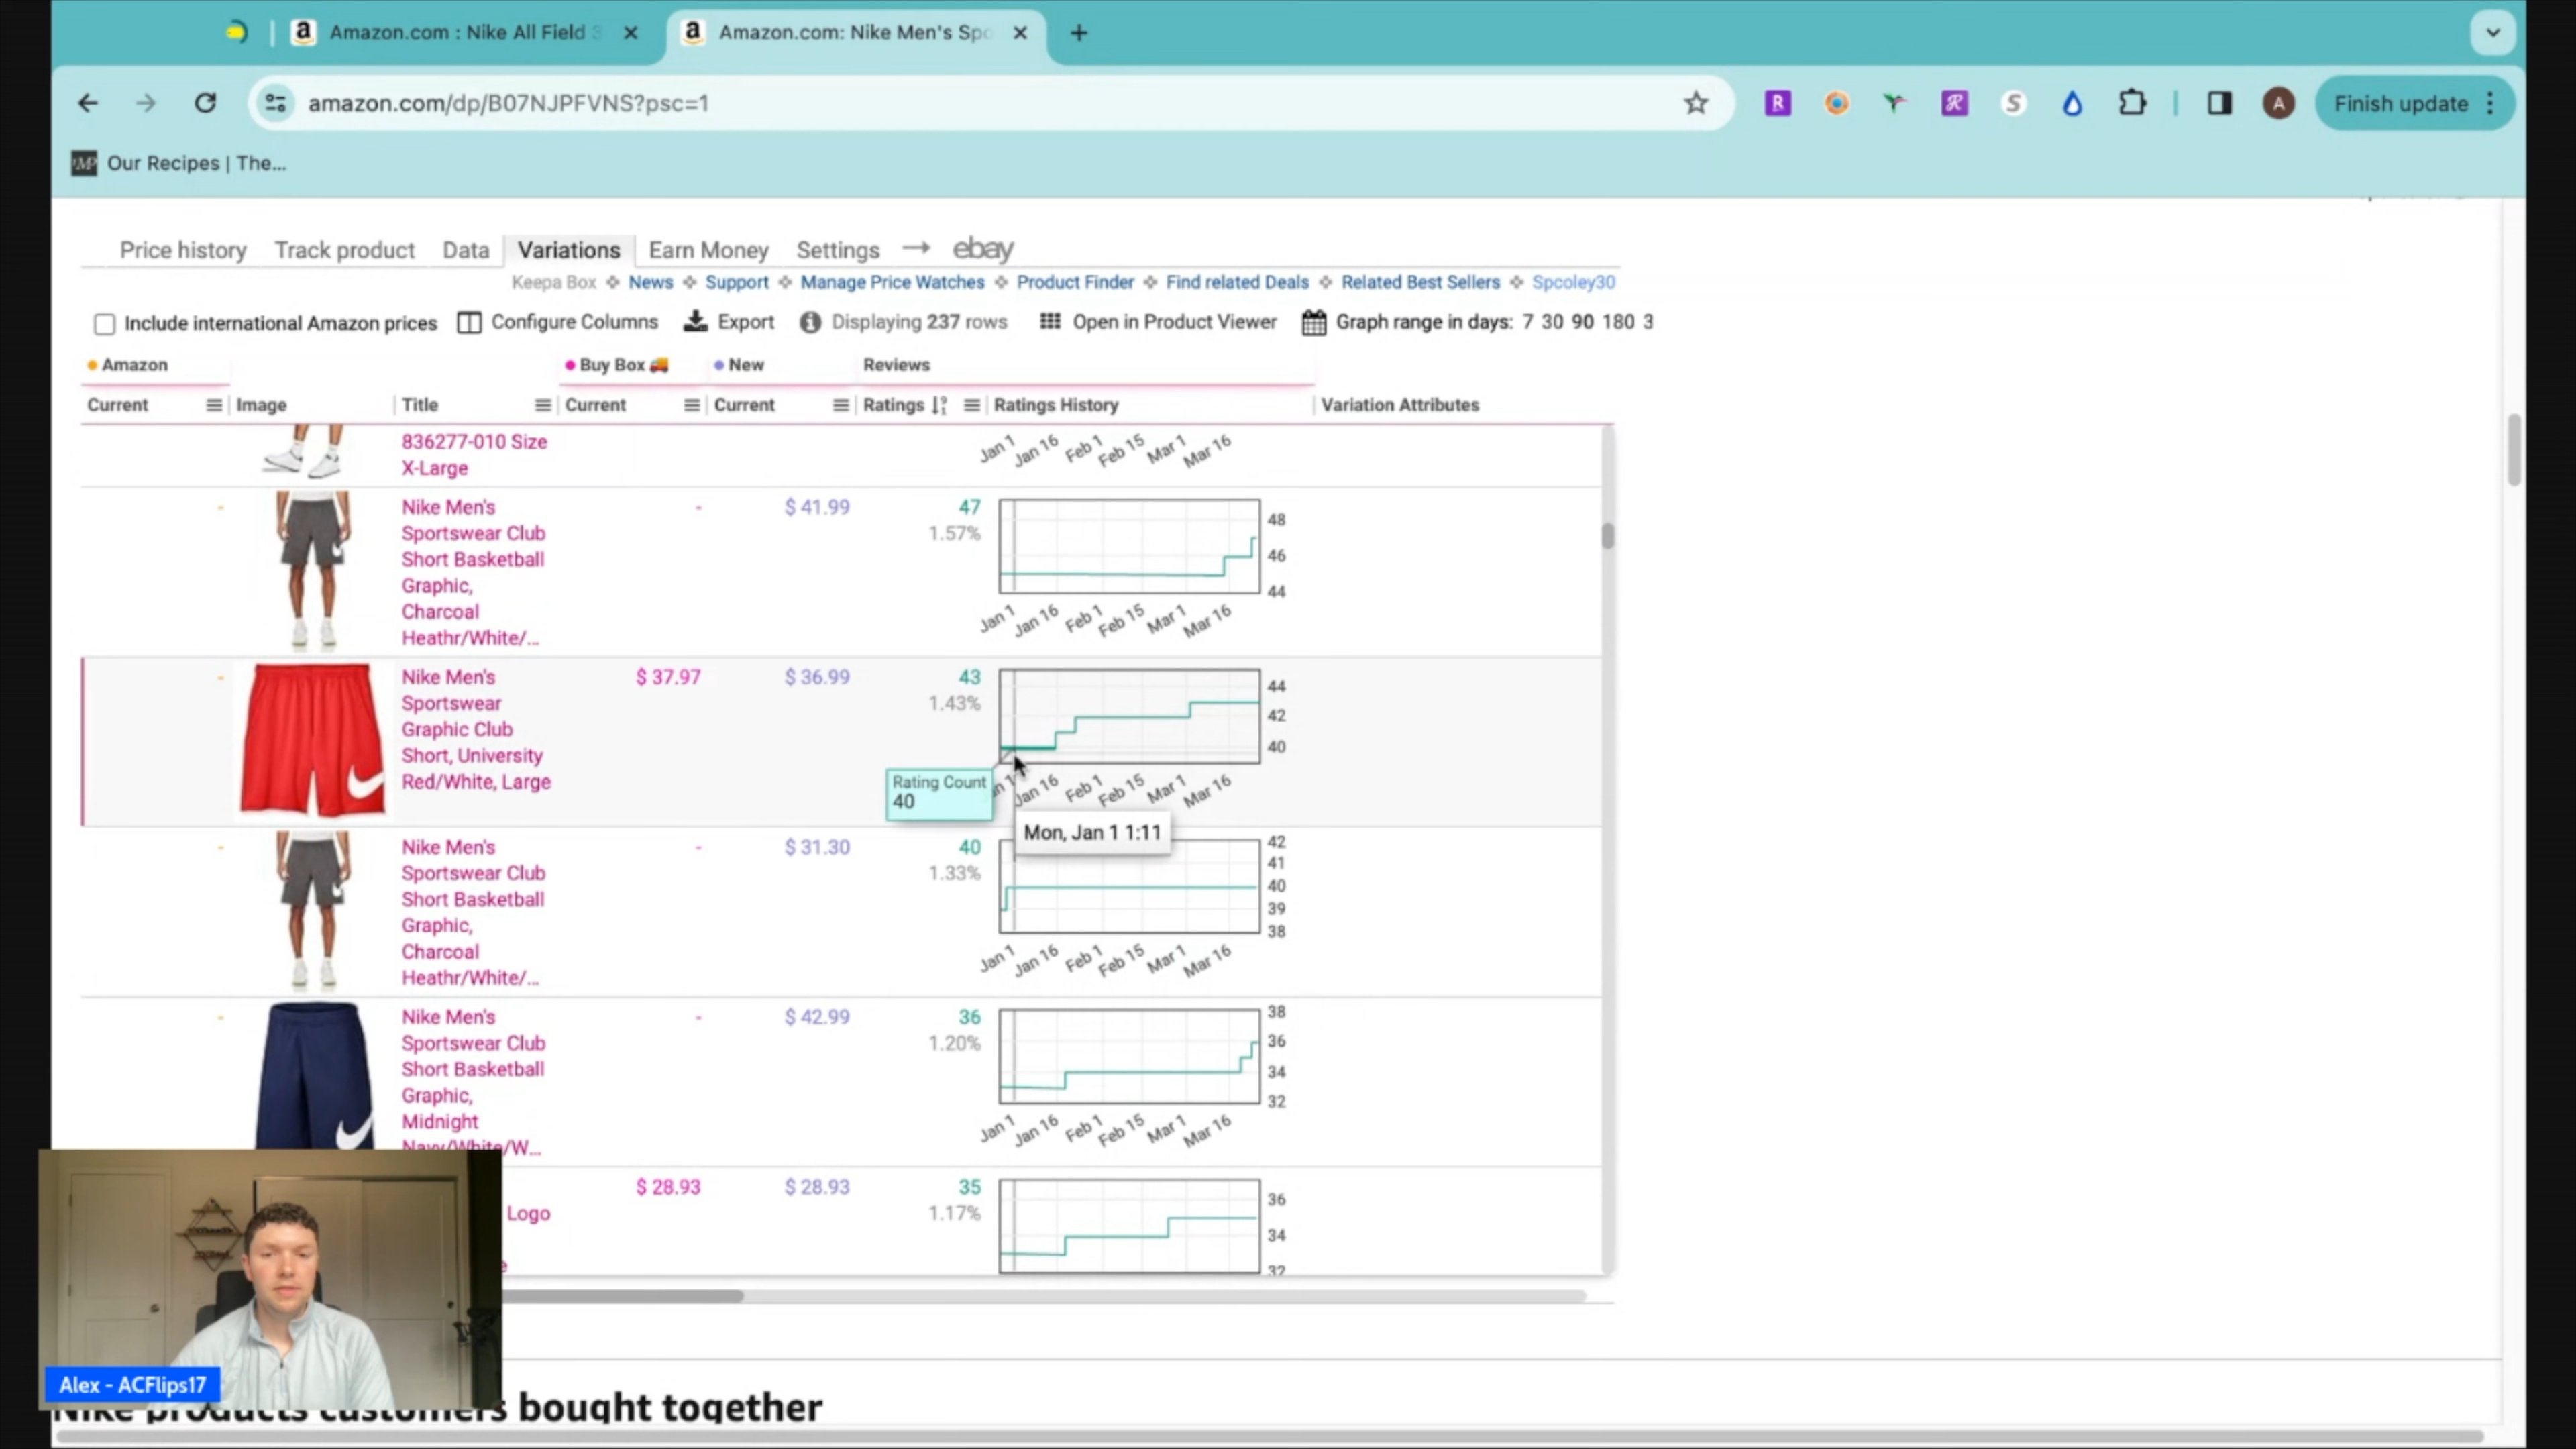 Amazon.com : Nike All Field 3
Amazon.com: Nike Men's Spo
amazon.com/dp/B07NJPFVNS?psc=1
Finish update
Our Recipes | The...
Price history Track product Data Variations Earn Money Settings → ebay
Keepa Box News Support Manage Price Watches Product Finder Find related Deals Related Best Sellers Spcoley30
Include international Amazon prices Configure Columns Export Displaying 237 rows Open in Product Viewer Graph range in days: 7 30 90 180 3
Amazon Buy Box New Reviews
Current Image Title Current Current Ratings Ratings History Variation Attributes
836277-010 Size
X-Large
Jan 1 Jan 16 Feb 1 Feb 15 Mar 1 Mar 16
Nike Men's
Sportswear Club
Short Basketball
Graphic,
Charcoal
Heathr/White/...
-
-
$ 41.99
47
1.57%
48
46
44
Jan 1 Jan 16 Feb 1 Feb 15 Mar 1 Mar 16
Nike Men's
Sportswear
Graphic Club
Short, University
Red/White, Large
-
$ 37.97
$ 36.99
43
1.43%
44
42
40
Rating Count
40
Jan 16 Feb 1 Feb 15 Mar 1 Mar 16
Mon, Jan 1 1:11
Nike Men's
Sportswear Club
Short Basketball
Graphic,
Charcoal
Heathr/White/...
-
-
$ 31.30
40
1.33%
42
41
40
39
38
Jan 1 Jan 16 Feb 1 Feb 15 Mar 1 Mar 16
Nike Men's
Sportswear Club
Short Basketball
Graphic,
Midnight
Navy/White/W...
-
-
$ 42.99
36
1.20%
38
36
34
32
Jan 1 Jan 16 Feb 1 Feb 15 Mar 1 Mar 16
Logo
$ 28.93
$ 28.93
35
1.17%
36
34
32
Alex - ACFlips17
Nike products customers bought together